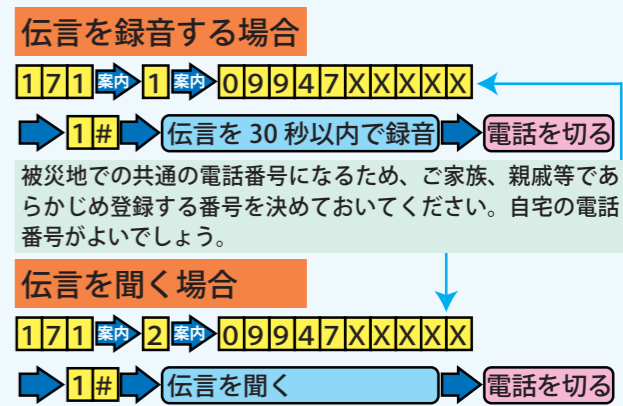 伝言を録音する場合
171 案内 1 案内 09947XXXXX
1# 伝言を30秒以内で録音 電話を切る
被災地での共通の電話番号になるため、ご家族、親戚等であ
らかじめ登録する番号を決めておいてください。自宅の電話
番号がよいでしょう。
伝言を聞く場合
171 案内 2 案内 09947XXXXX
1# 伝言を聞く 電話を切る